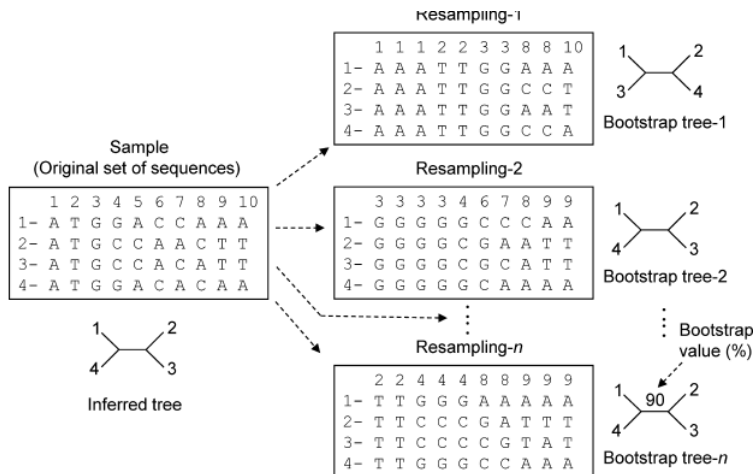 Resampling-1
1 1 1 2 2 3 3 8 8 10
1- A A A T T G G A A A
2- A A A T T G G C C T
3- A A A T T G G A A T
4- A A A T T G G C C A
1 2
3 4
Bootstrap tree-1
Sample
(Original set of sequences)
1 2 3 4 5 6 7 8 9 10
1- A T G G A C C A A A
2- A T G C C A A C T T
3- A T G C C A C A T T
4- A T G G A C A C A A
1 2
4 3
Inferred tree
Resampling-2
3 3 3 3 4 6 7 8 9 9
1- G G G G G C C C A A
2- G G G G C G A A T T
3- G G G G C G C A T T
4- G G G G G C A A A A
1 2
4 3
Bootstrap tree-2
Bootstrap
value (%)
Resampling-n
2 2 4 4 4 8 8 9 9 9
1- T T G G G A A A A A
2- T T C C C G A T T T
3- T T C C C C G T A T
4- T T G G G C C A A A
1 90 2
4 3
Bootstrap tree-n